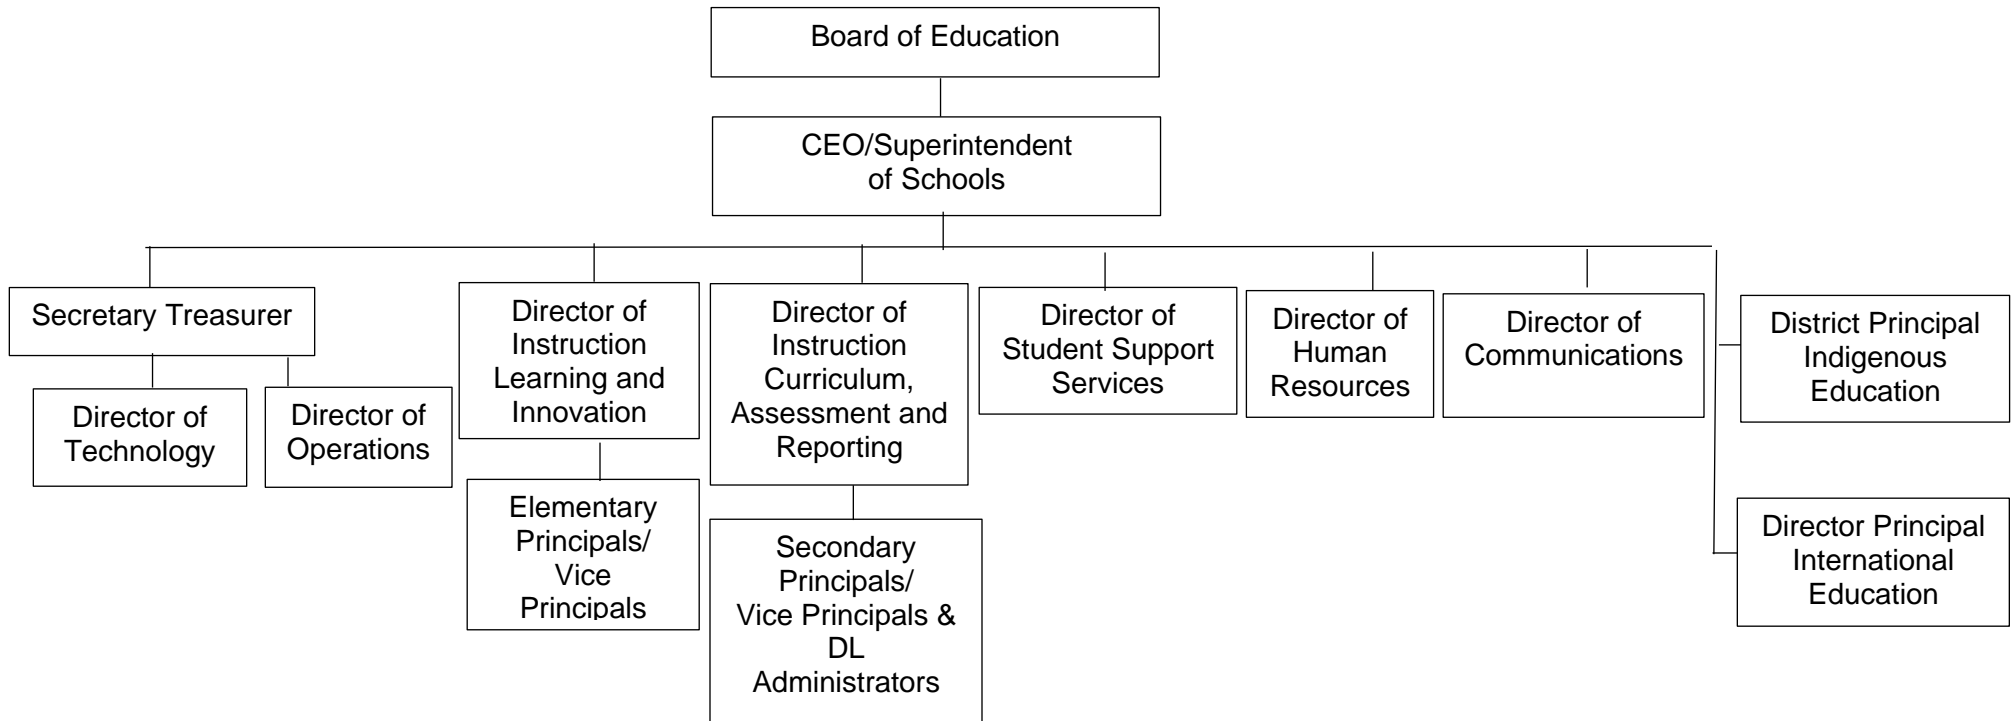 Board of Education
CEO/Superintendent
of Schools
Secretary Treasurer
Director of
Technology
Director of
Operations
Director of
Instruction
Learning and
Innovation
Elementary
Principals/
Vice
Principals
Director of
Instruction
Curriculum,
Assessment and
Reporting
Secondary
Principals/
Vice Principals &
DL
Administrators
Director of
Student Support
Services
Director of
Human
Resources
Director of
Communications
District Principal
Indigenous
Education
Director Principal
International
Education